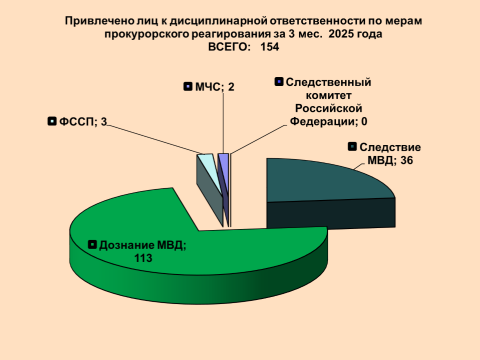 Привлечено лиц к дисциплинарной ответственности по мерам
прокурорского реагирования за 3 мес. 2025 года
ВСЕГО: 154
МЧС; 2
Следственный
комитет
Российской
Федерации; 0
ФССП; 3
Следствие
МВД; 36
Дознание МВД;
113